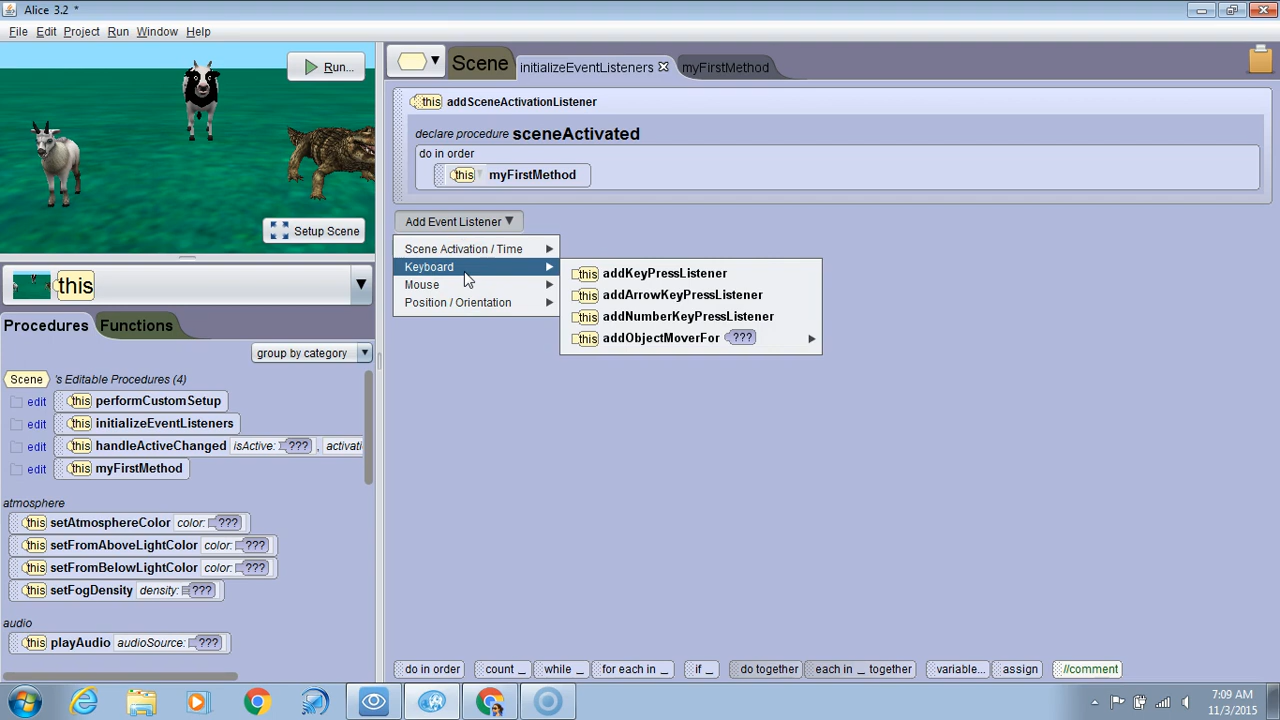 Alice 3.2 *
File Edit Project Run Window Help
Run...
Setup Scene
this
Procedures Functions
group by category
Scene 's Editable Procedures (4)
edit this performCustomSetup
edit this initializeEventListeners
edit this handleActiveChanged isActive: ??? , activati
edit this myFirstMethod
atmosphere
this setAtmosphereColor color: ???
this setFromAboveLightColor color: ???
this setFromBelowLightColor color: ???
this setFogDensity density: ???
audio
this playAudio audioSource: ???
Scene initializeEventListeners myFirstMethod
this addSceneActivationListener
declare procedure sceneActivated
do in order
this myFirstMethod
Add Event Listener
Scene Activation / Time
Keyboard
Mouse
Position / Orientation
this addKeyPressListener
this addArrowKeyPressListener
this addNumberKeyPressListener
this addObjectMoverFor ???
do in order count _ while _ for each in _ if _ do together each in _ together variable... assign //comment
7:09 AM
11/3/2015